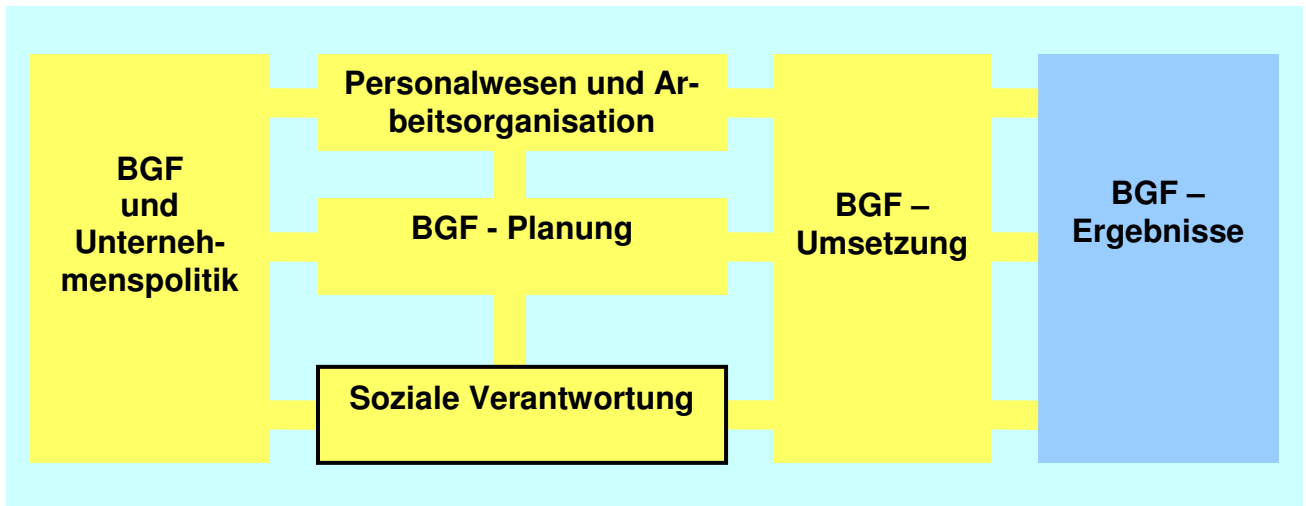 BGF
und
Unterneh-
menspolitik
Personalwesen und Ar-
beitsorganisation
BGF - Planung
Soziale Verantwortung
BGF –
Umsetzung
BGF –
Ergebnisse